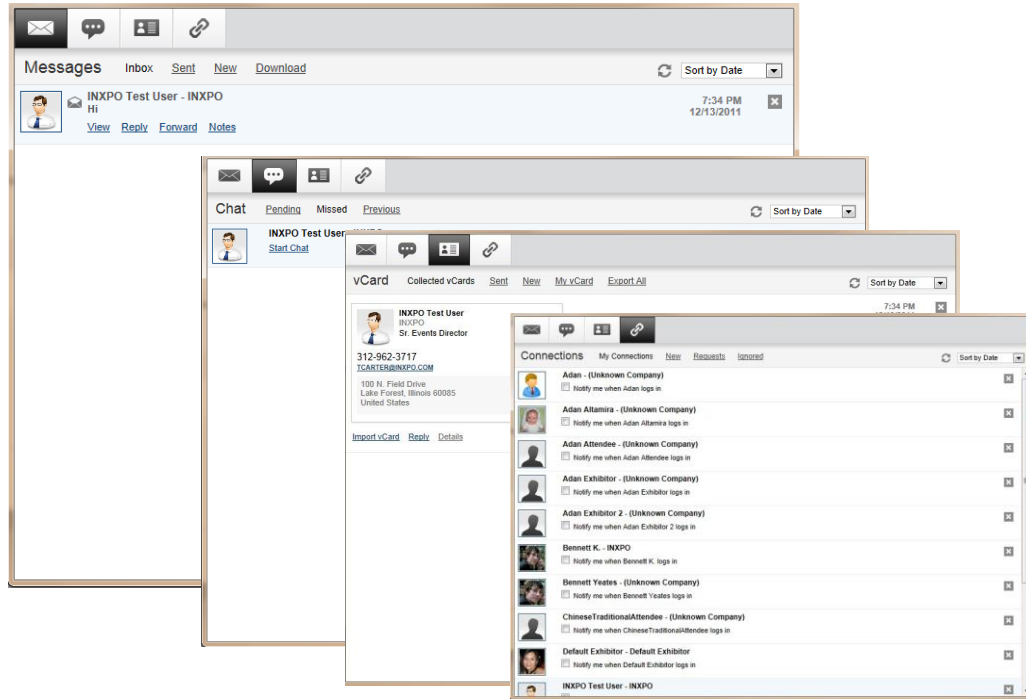 Messages Inbox Sent New Download Sort by Date
INXPO Test User - INXPO 7:34 PM
Hi 12/13/2011
View Reply Forward Notes
Chat Pending Missed Previous Sort by Date
INXPO Test User
Start Chat
vCard Collected vCards Sent New My vCard Export All Sort by Date
7:34 PM
INXPO Test User
INXPO
Sr. Events Director
312-962-3717
TCARTER@INXPO.COM
100 N. Field Drive
Lake Forest, Illinois 60085
United States
Import vCard Reply Details
Connections My Connections New Requests Ignored Sort by Date
Adan - (Unknown Company)
Notify me when Adan logs in
Adan Altamira - (Unknown Company)
Notify me when Adan Altamira logs in
Adan Attendee - (Unknown Company)
Notify me when Adan Attendee logs in
Adan Exhibitor - (Unknown Company)
Notify me when Adan Exhibitor logs in
Adan Exhibitor 2 - (Unknown Company)
Notify me when Adan Exhibitor 2 logs in
Bennett K. - INXPO
Notify me when Bennett K. logs in
Bennett Yeates - (Unknown Company)
Notify me when Bennett Yeates logs in
ChineseTraditionalAttendee - (Unknown Company)
Notify me when ChineseTraditionalAttendee logs in
Default Exhibitor - Default Exhibitor
Notify me when Default Exhibitor logs in
INXPO Test User - INXPO